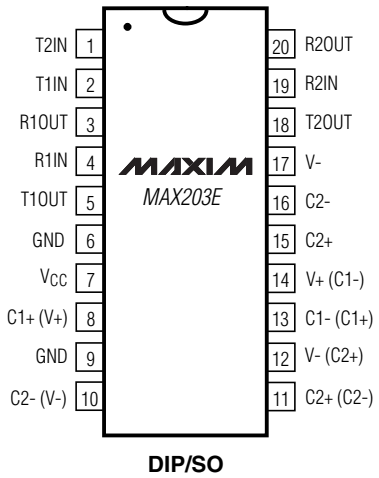 T2IN 1
T1IN 2
R1OUT 3
R1IN 4
T1OUT 5
GND 6
VCC 7
C1+ (V+) 8
GND 9
C2- (V-) 10
MAXIM
MAX203E
20 R2OUT
19 R2IN
18 T2OUT
17 V-
16 C2-
15 C2+
14 V+ (C1-)
13 C1- (C1+)
12 V- (C2+)
11 C2+ (C2-)
DIP/SO